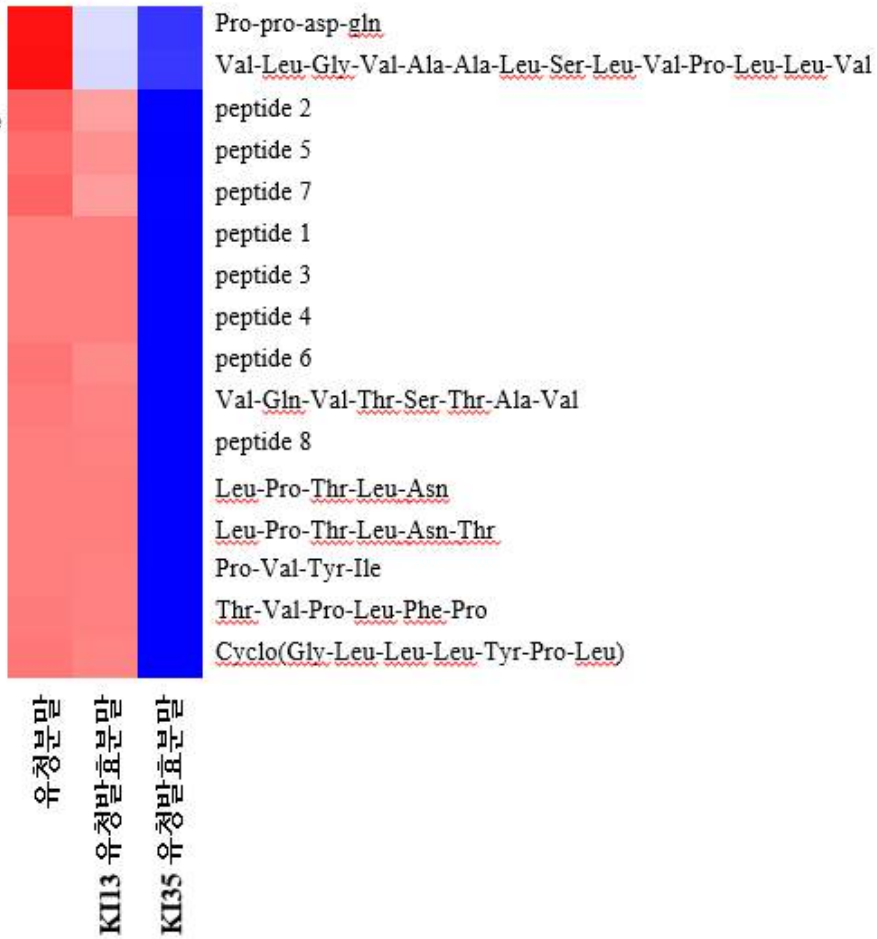 Pro-pro-asp-gln
Val-Leu-Gly-Val-Ala-Ala-Leu-Ser-Leu-Val-Pro-Leu-Leu-Val
peptide 2
peptide 5
peptide 7
peptide 1
peptide 3
peptide 4
peptide 6
Val-Gln-Val-Thr-Ser-Thr-Ala-Val
peptide 8
Leu-Pro-Thr-Leu-Asn
Leu-Pro-Thr-Leu-Asn-Thr
Pro-Val-Tyr-Ile
Thr-Val-Pro-Leu-Phe-Pro
Cyclo(Gly-Leu-Leu-Leu-Tyr-Pro-Leu)
유청분말
KI13 유청발효분말
KI35 유청발효분말